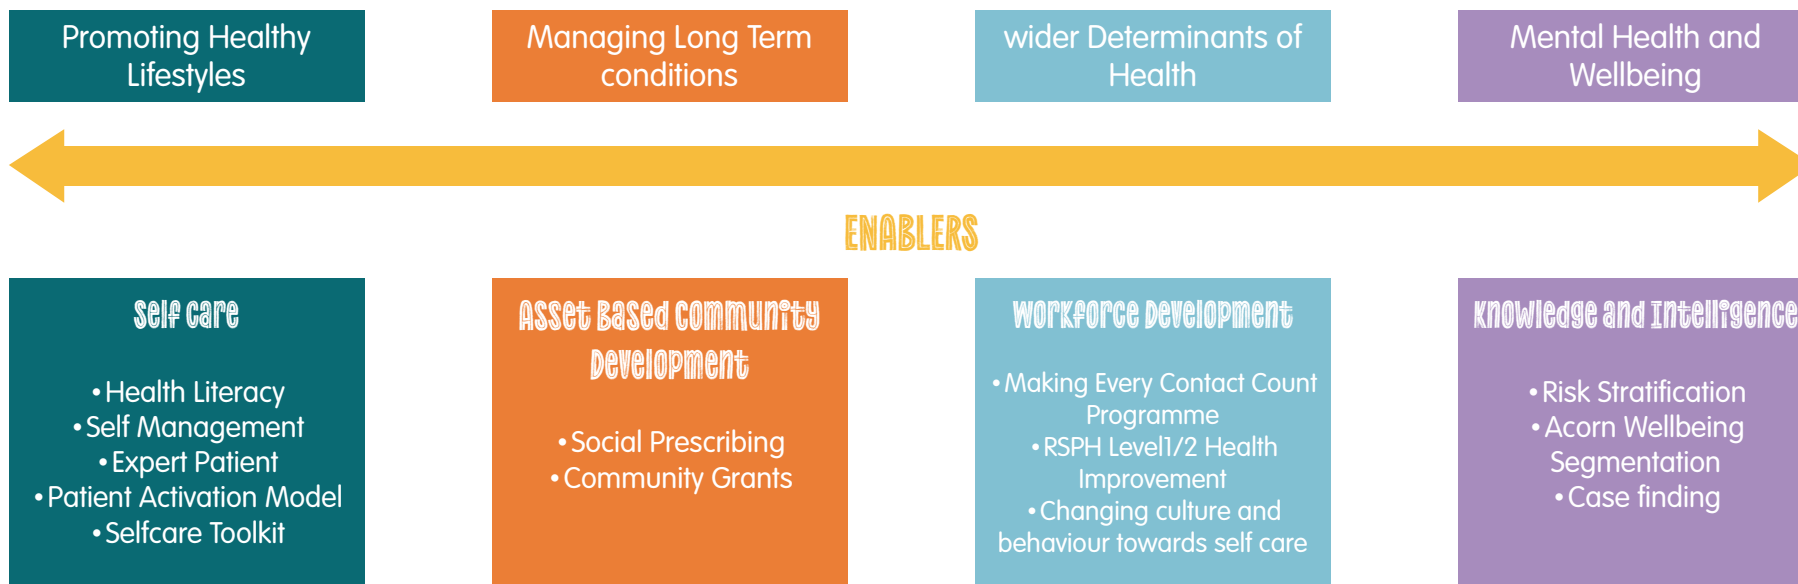 Promoting Healthy
Lifestyles
Managing Long Term
conditions
wider Determinants of
Health
Mental Health and
Wellbeing
ENABLERS
Self Care
• Health Literacy
• Self Management
• Expert Patient
• Patient Activation Model
• Selfcare Toolkit
Asset Based Community
Development
• Social Prescribing
• Community Grants
Workforce Development
• Making Every Contact Count
Programme
• RSPH Level1/2 Health
Improvement
• Changing culture and
behaviour towards self care
Knowledge and Intelligence
• Risk Stratification
• Acorn Wellbeing
Segmentation
• Case finding